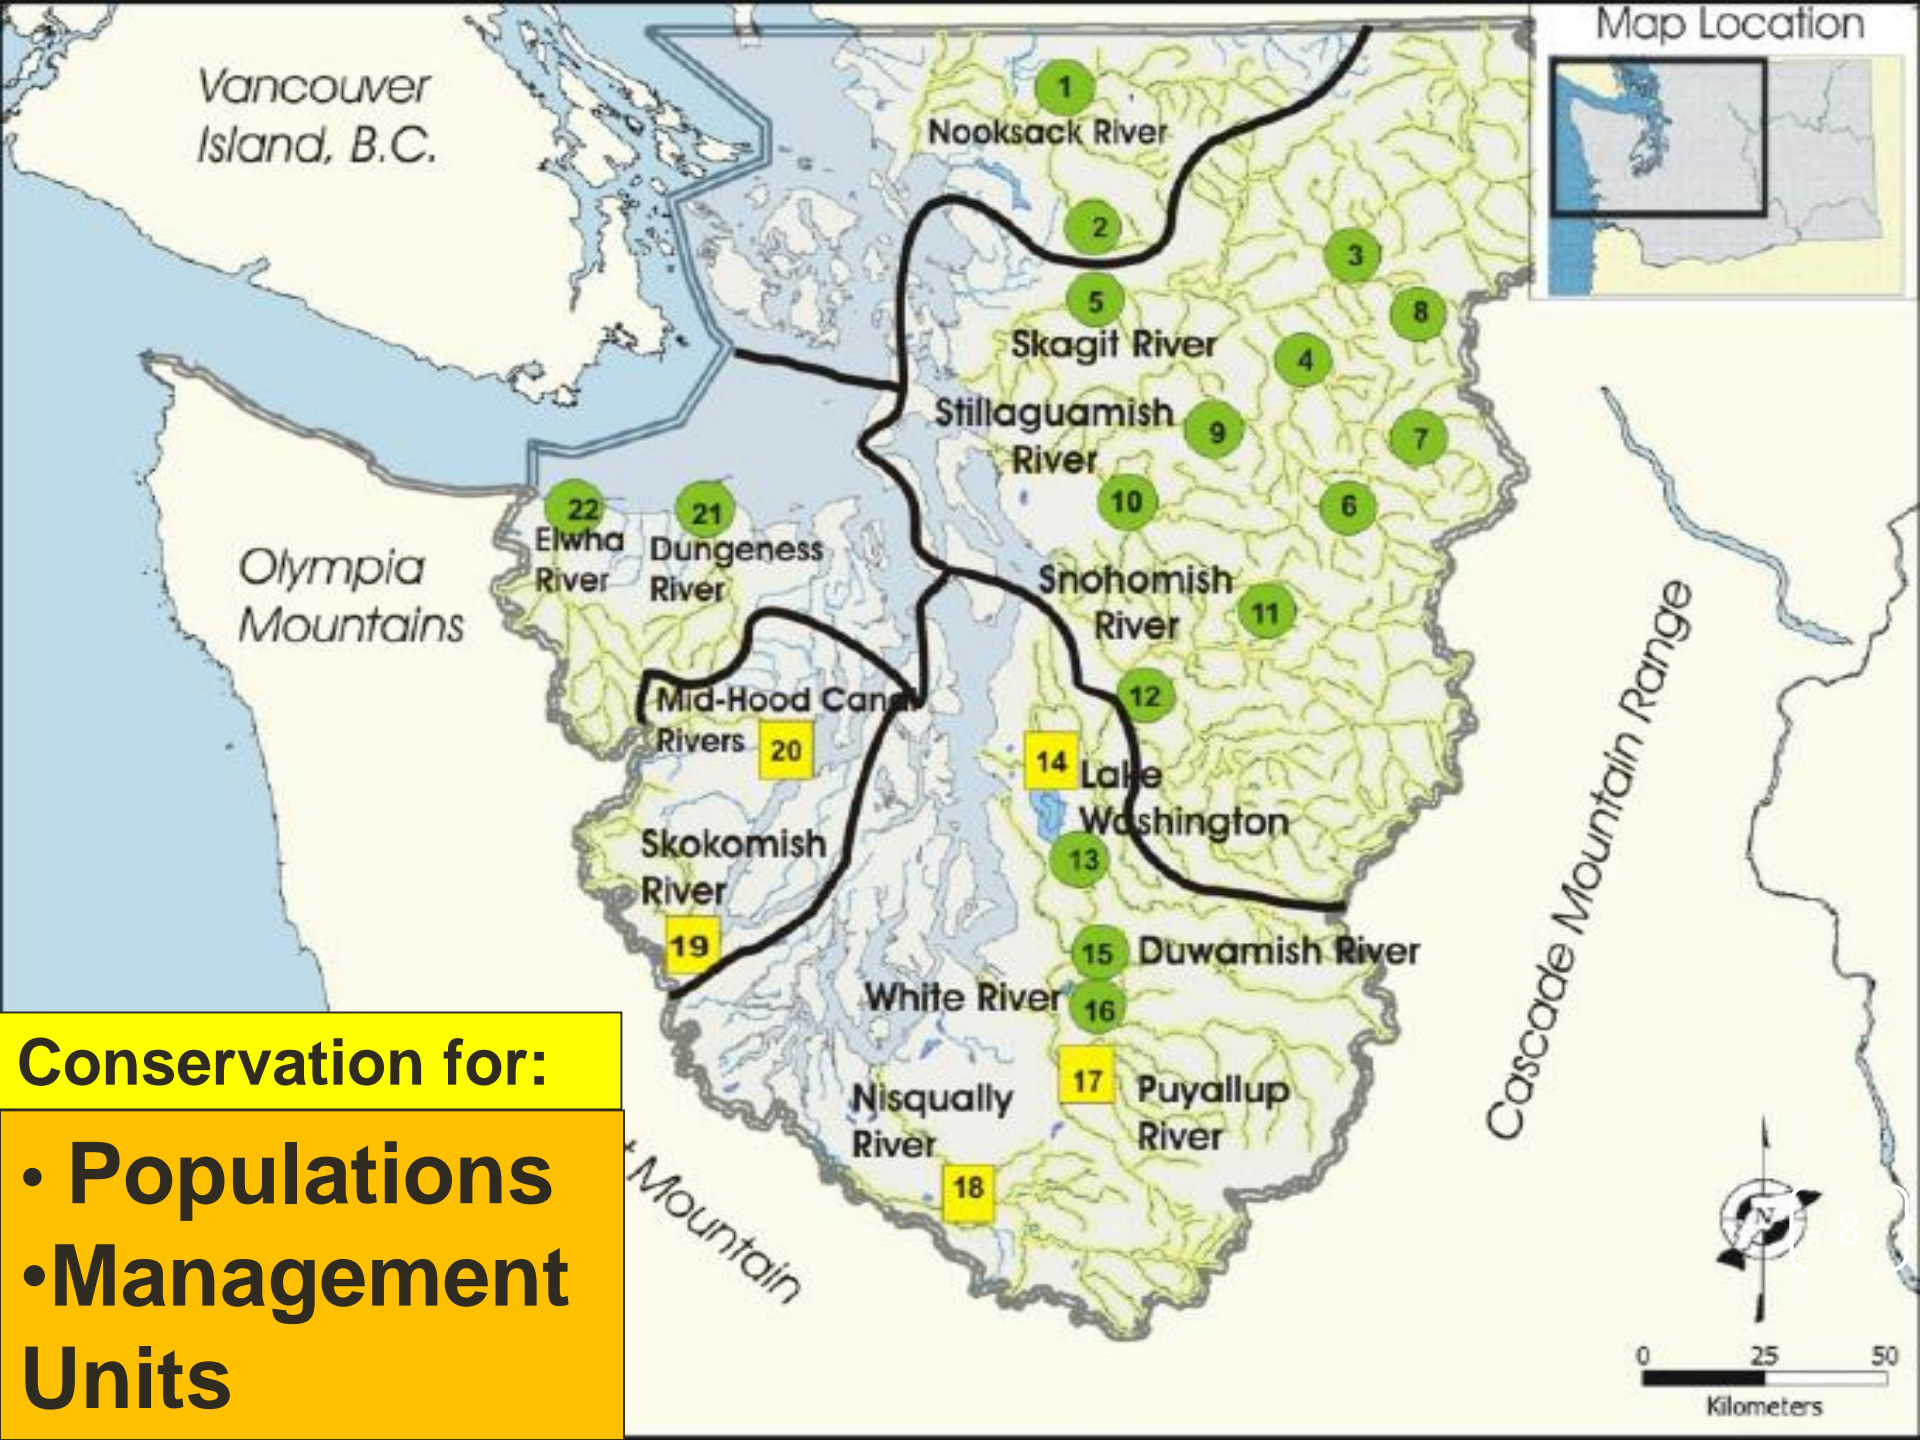 Map Location
Vancouver
Island, B.C.
1
Nooksack River
2
3
5
8
Skagit River
4
Stillaguamish
River
9
7
10
6
22
21
Elwha
River
Dungeness
River
Olympia
Mountains
Snohomish
River
11
12
Mid-Hood Canal
Rivers
20
14
Lake
Washington
13
Skokomish
River
19
Cascade Mountain Range
15
Duwamish River
White River
16
17
Puyallup
River
Nisqually
River
18
Conservation for:
• Populations
•Management
Units
Mountain
N
8
0 25 50
Kilometers